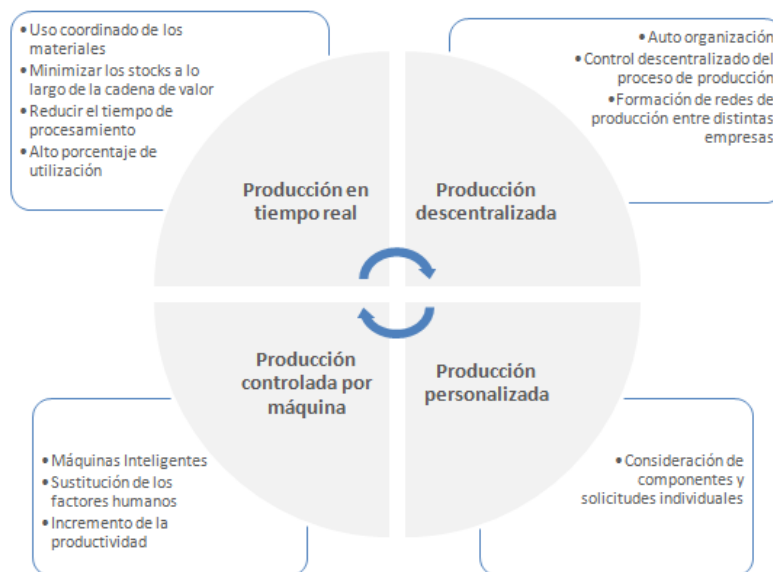 • Uso coordinado de los
materiales
• Minimizar los stocks a lo
largo de la cadena de valor
• Reducir el tiempo de
procesamiento
• Alto porcentaje de
utilización
• Auto organización
• Control descentralizado del
proceso de producción
• Formación de redes de
producción entre distintas
empresas
Producción en
tiempo real
Producción
descentralizada
Producción
controlada por
máquina
Producción
personalizada
• Máquinas Inteligentes
• Sustitución de los
factores humanos
• Incremento de la
productividad
• Consideración de
componentes y
solicitudes individuales